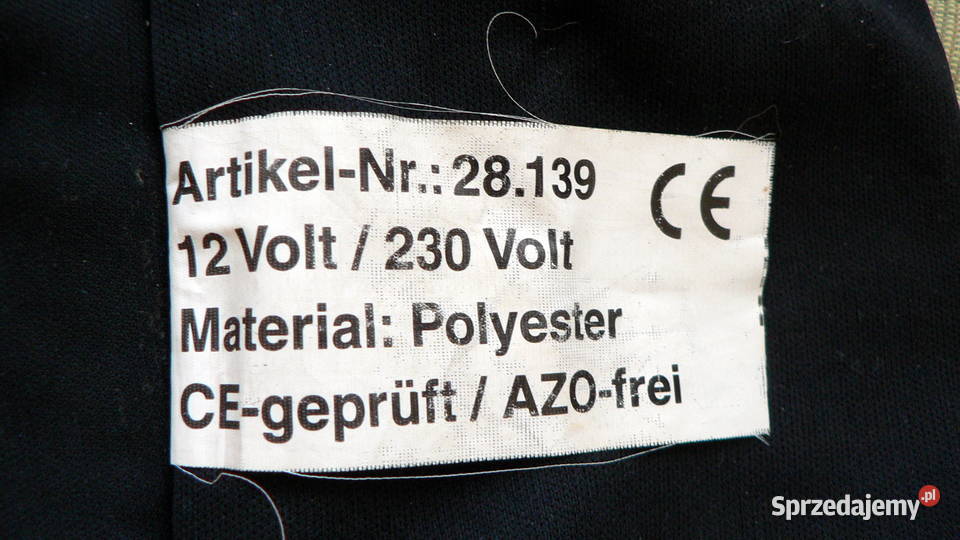 Artikel-Nr.: 28.139 CE
12 Volt / 230 Volt
Material: Polyester
CE-geprüft / AZO-frei
Sprzedajemy.pl